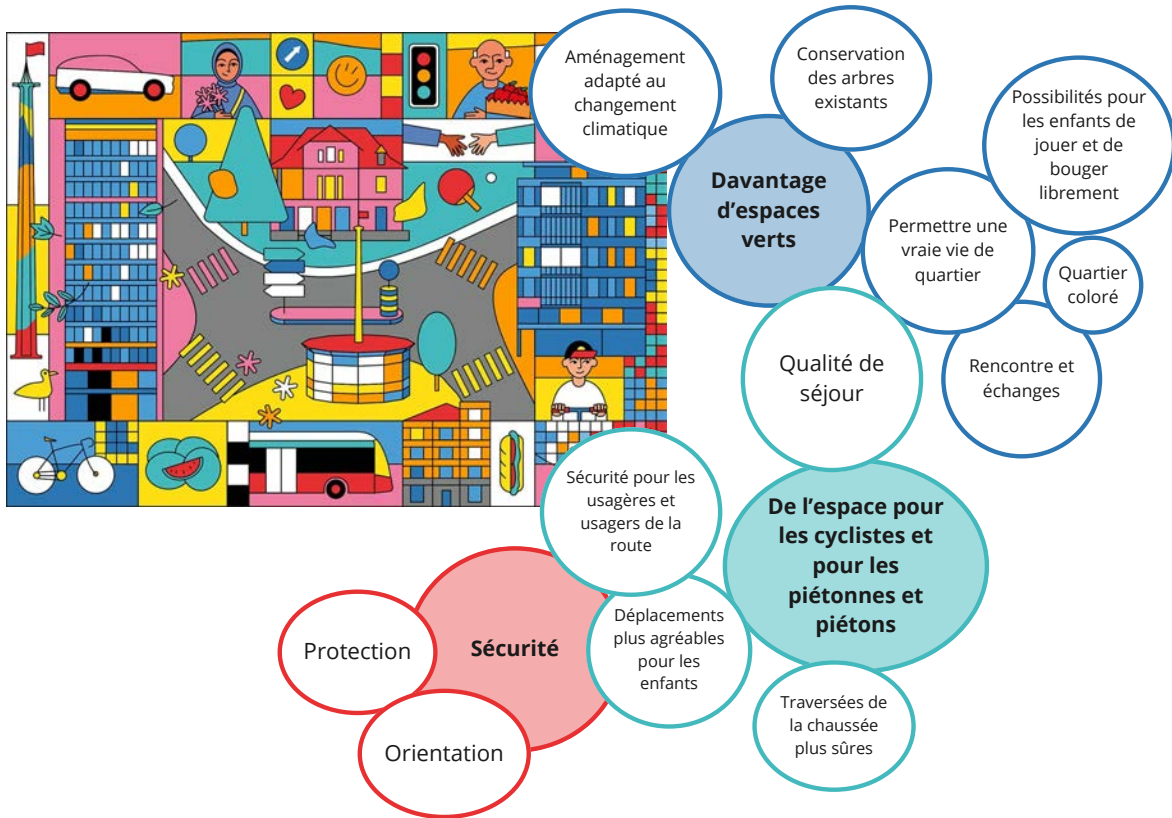 Aménagement
adapté au
changement
climatique
Conservation
des arbres
existants
Possibilités pour
les enfants de
jouer et de
bouger
librement
Davantage
d’espaces
verts
Permettre une
vraie vie de
quartier
Quartier
coloré
Qualité de
séjour
Rencontre et
échanges
Sécurité pour les
usagères et
usagers de la
route
De l’espace pour
les cyclistes et
pour les
piétonnes et
piétons
Déplacements
plus agréables
pour les
enfants
Sécurité
Protection
Orientation
Traversées de
la chaussée
plus sûres